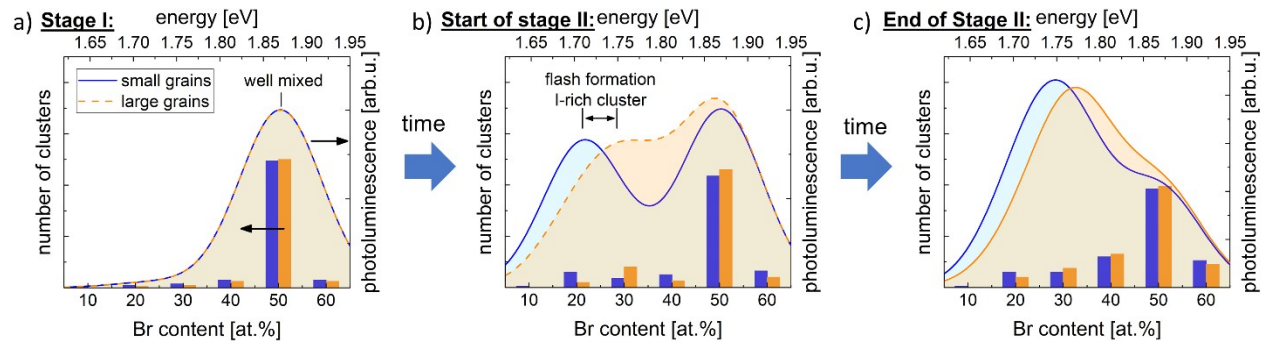 a) Stage I: energy [eV]
1.65 1.70 1.75 1.80 1.85 1.90 1.95
small grains
large grains
well mixed
number of clusters
photoluminescence [arb.u.]
10 20 30 40 50 60
Br content [at.%]
time
b) Start of stage II: energy [eV]
1.65 1.70 1.75 1.80 1.85 1.90 1.95
flash formation
I-rich cluster
number of clusters
photoluminescence [arb.u.]
10 20 30 40 50 60
Br content [at.%]
time
c) End of Stage II: energy [eV]
1.65 1.70 1.75 1.80 1.85 1.90 1.95
number of clusters
photoluminescence [arb.u.]
10 20 30 40 50 60
Br content [at.%]